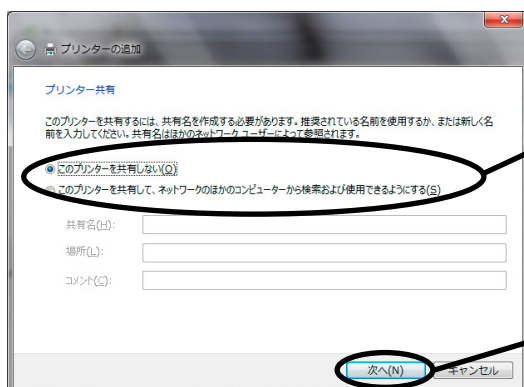 プリンターの追加
プリンター共有
このプリンターを共有するには、共有名を作成する必要があります。推奨されている名前を使用するか、または新しく名
前を入力してください。共有名はほかのネットワーク ユーザーによって参照されます。
このプリンターを共有しない(O)
このプリンターを共有して、ネットワークのほかのコンピューターから検索および使用できるようにする(S)
共有名(H):
場所(L):
コメント(C):
次へ(N)
キャンセル